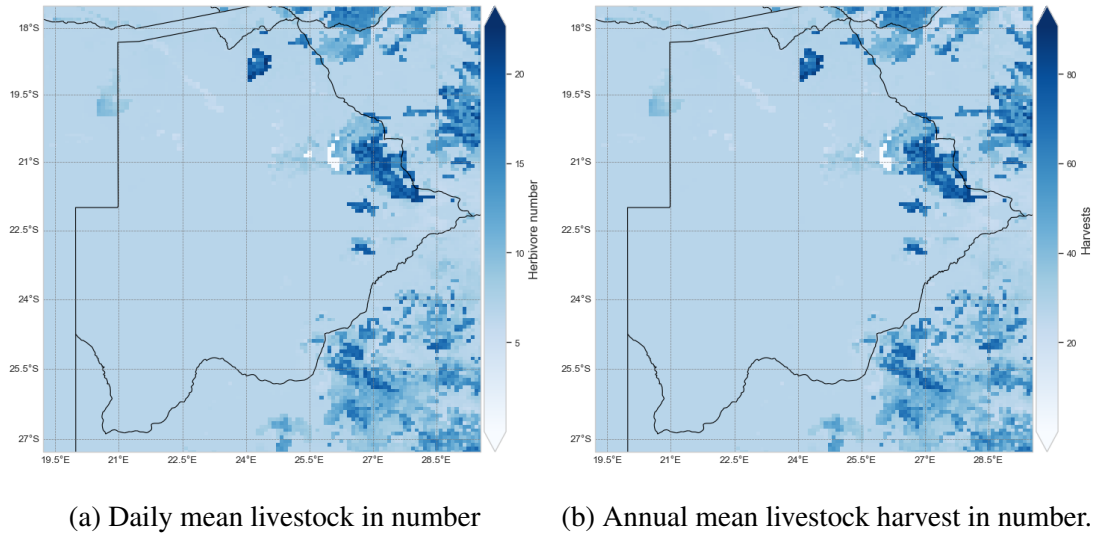 18°S
19.5°S
21°S
22.5°S
24°S
25.5°S
27°S
19.5°E 21°E 22.5°E 24°E 25.5°E 27°E 28.5°E
20
15
10
5
Herbivore number
18°S
19.5°S
21°S
22.5°S
24°S
25.5°S
27°S
19.5°E 21°E 22.5°E 24°E 25.5°E 27°E 28.5°E
80
60
40
20
Harvests
(a) Daily mean livestock in number
(b) Annual mean livestock harvest in number.